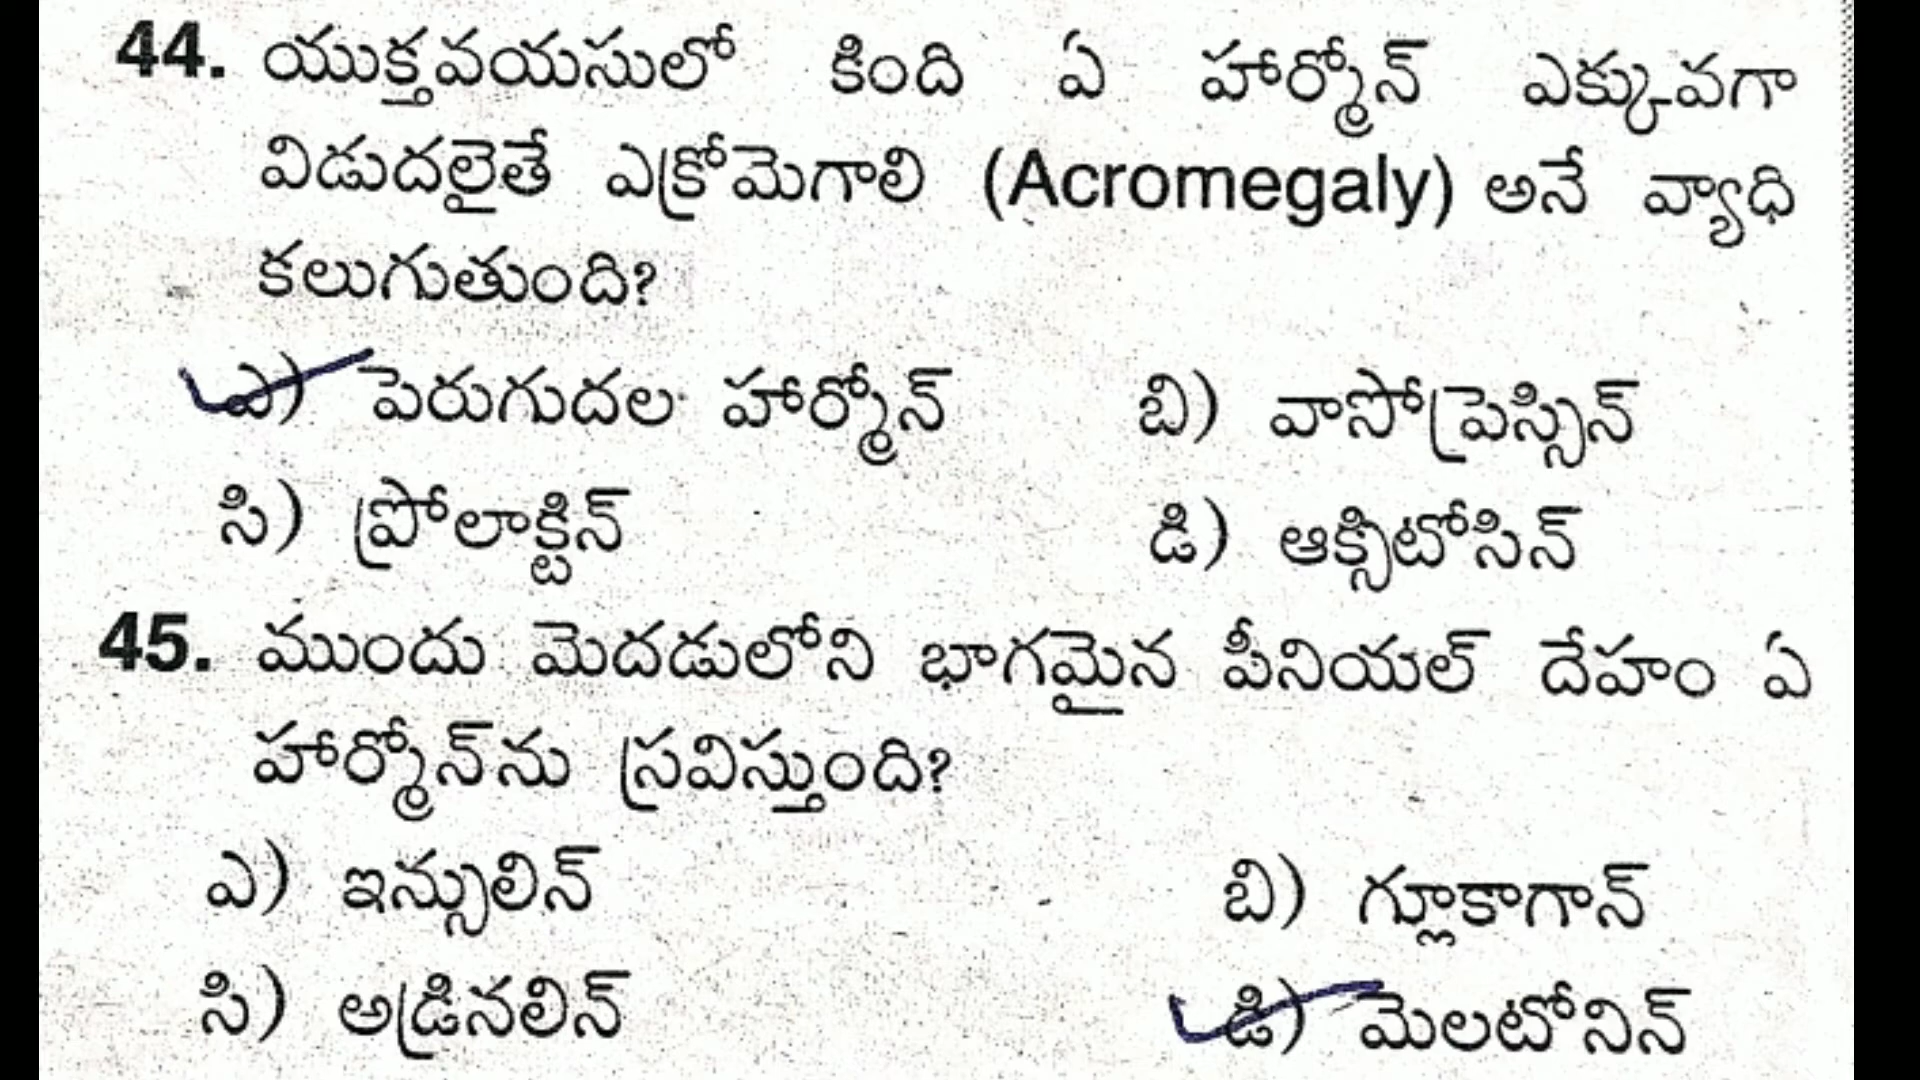 44. యుక్తవయసులో కింది ఏ హార్మోన్ ఎక్కువగా
విడుదలైతే ఎక్రోమెగాలి (Acromegaly) అనే వ్యాధి
కలుగుతుంది?
ఎ) పెరుగుదల హార్మోన్ బి) వాసోప్రెస్సిన్
సి) ప్రోలాక్టిన్ డి) ఆక్సిటోసిన్
45. ముందు మెదడులోని భాగమైన పీనియల్ దేహం ఏ
హార్మోన్‌ను స్రవిస్తుంది?
ఎ) ఇన్సులిన్ బి) గ్లూకాగాన్
సి) అడ్రినలిన్ డి) మెలటోనిన్